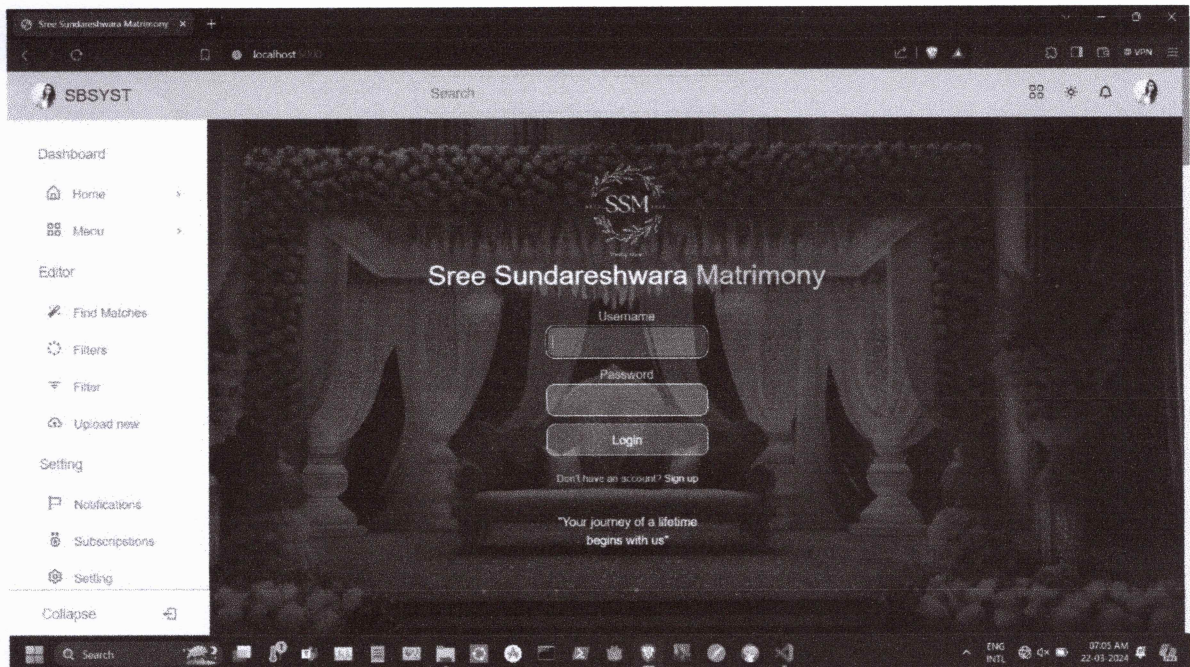 Sree Sundareshwara Matrimony
localhost
VPN
SBSYST
Search
Dashboard
Home
Menu
Editor
Find Matches
Filters
Filter
Upload new
Setting
Notifications
Subscripstions
Setting
Collapse
SSM
Sree Sundareshwara Matrimony
Username
Password
Login
Don't have an account? Sign up
"Your journey of a lifetime
begins with us"
Search
ENG
INTL
07:05 AM
22-03-2024